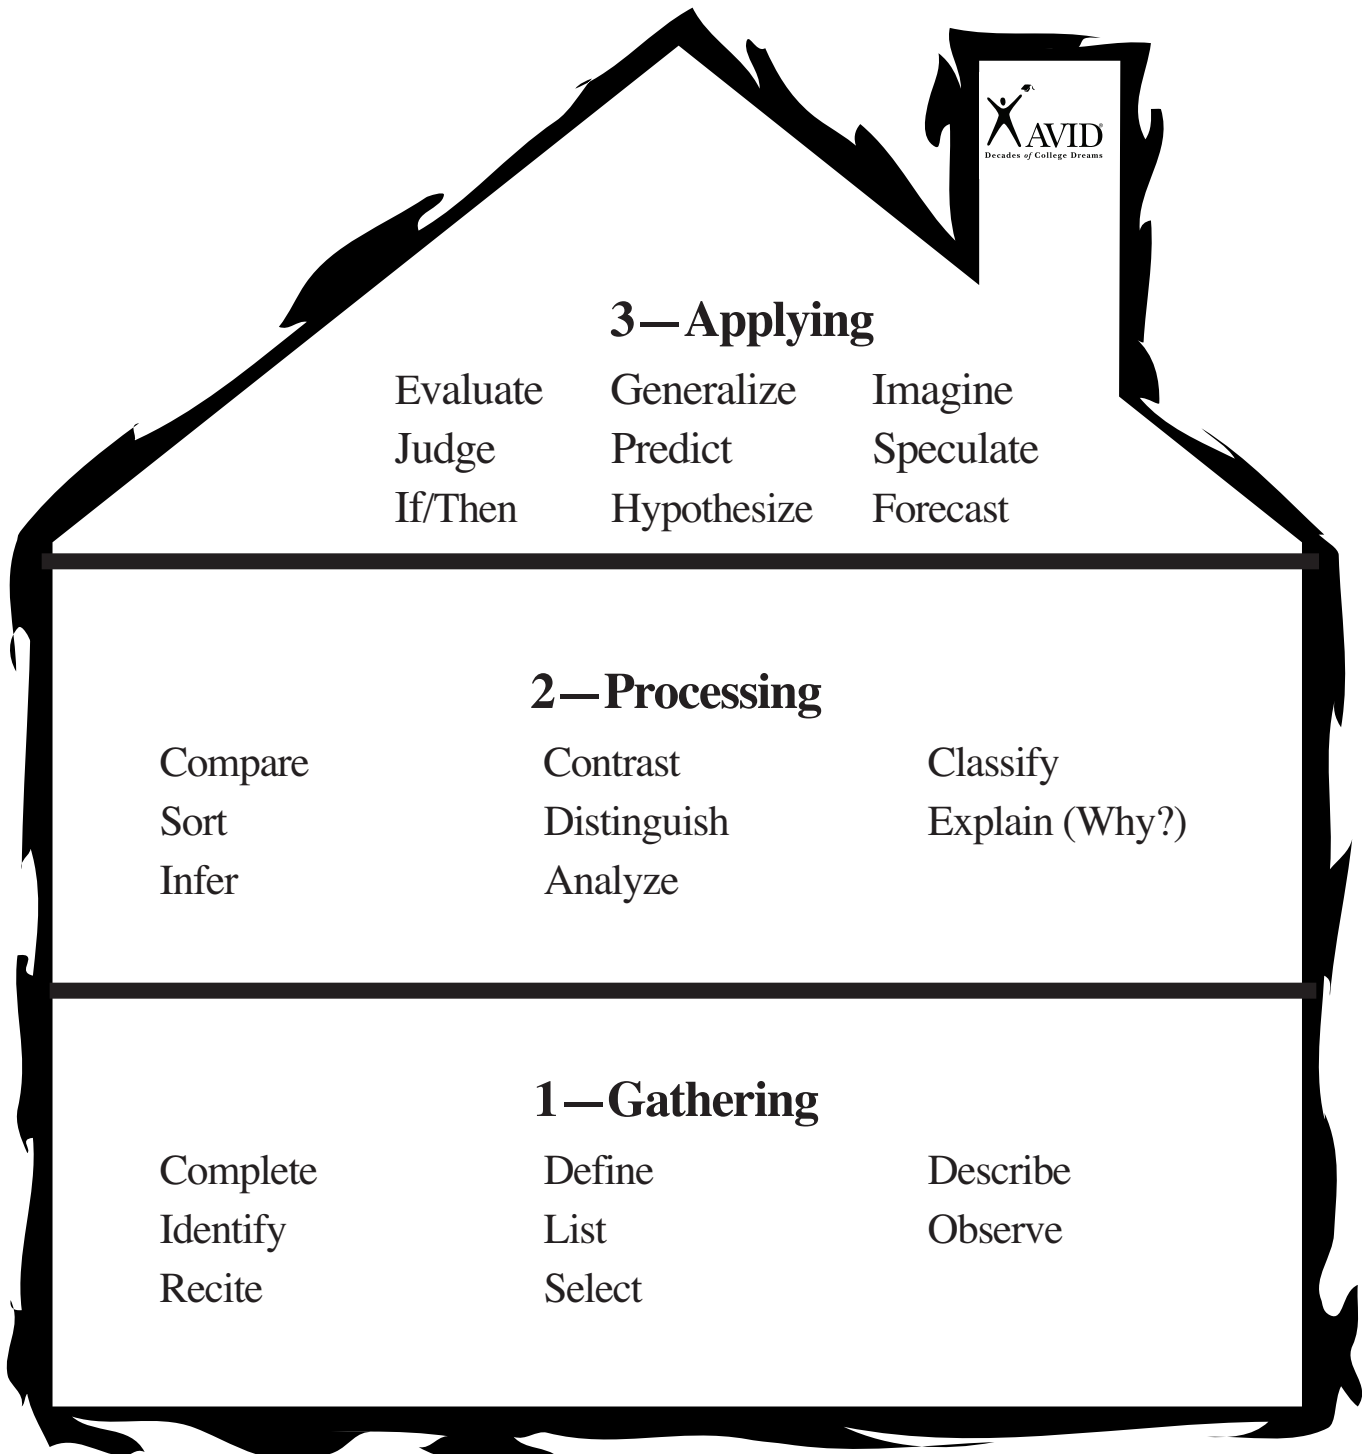 AVID®
Decades of College Dreams
3—Applying
Evaluate Generalize Imagine
Judge Predict Speculate
If/Then Hypothesize Forecast
2—Processing
Compare Contrast Classify
Sort Distinguish Explain (Why?)
Infer Analyze
1—Gathering
Complete Define Describe
Identify List Observe
Recite Select